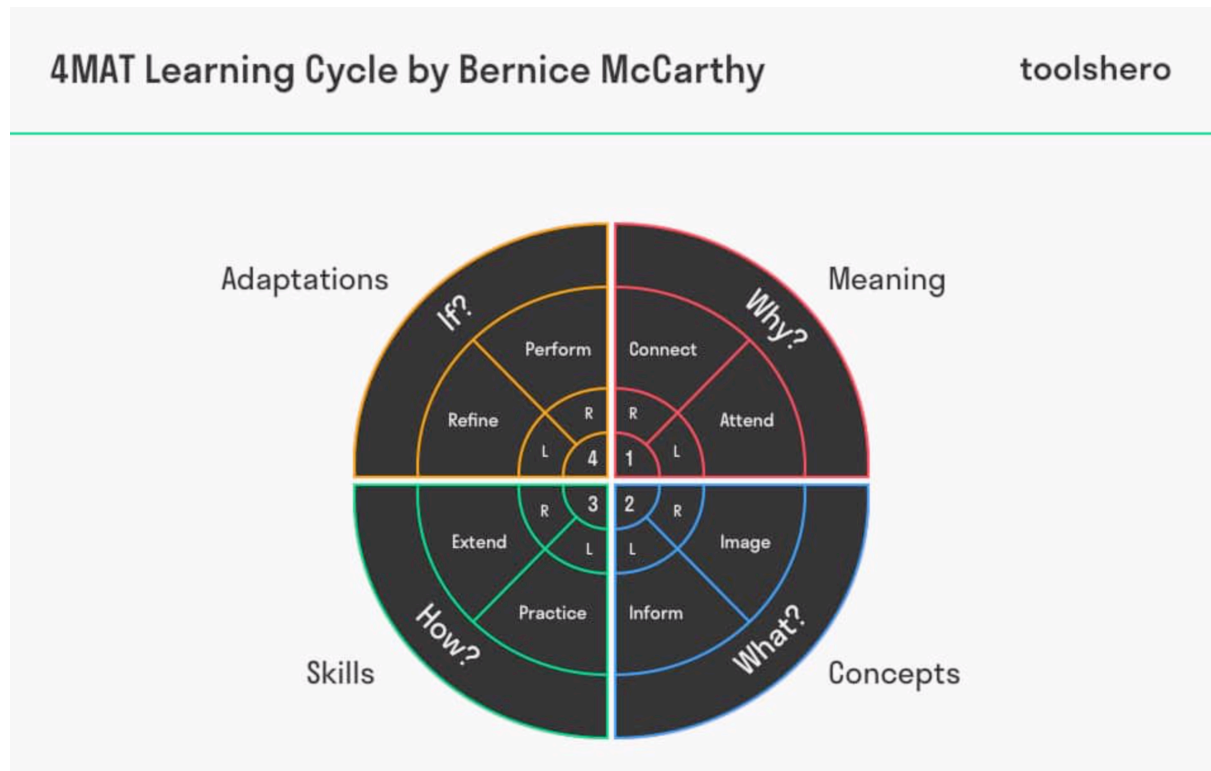 4MAT Learning Cycle by Bernice McCarthy
toolshero
Adaptations
Meaning
If?
Why?
Perform
Connect
Refine
R
R
Attend
L
L
4
1
3
2
R
R
Extend
L
L
Image
Practice
Inform
How?
What?
Skills
Concepts